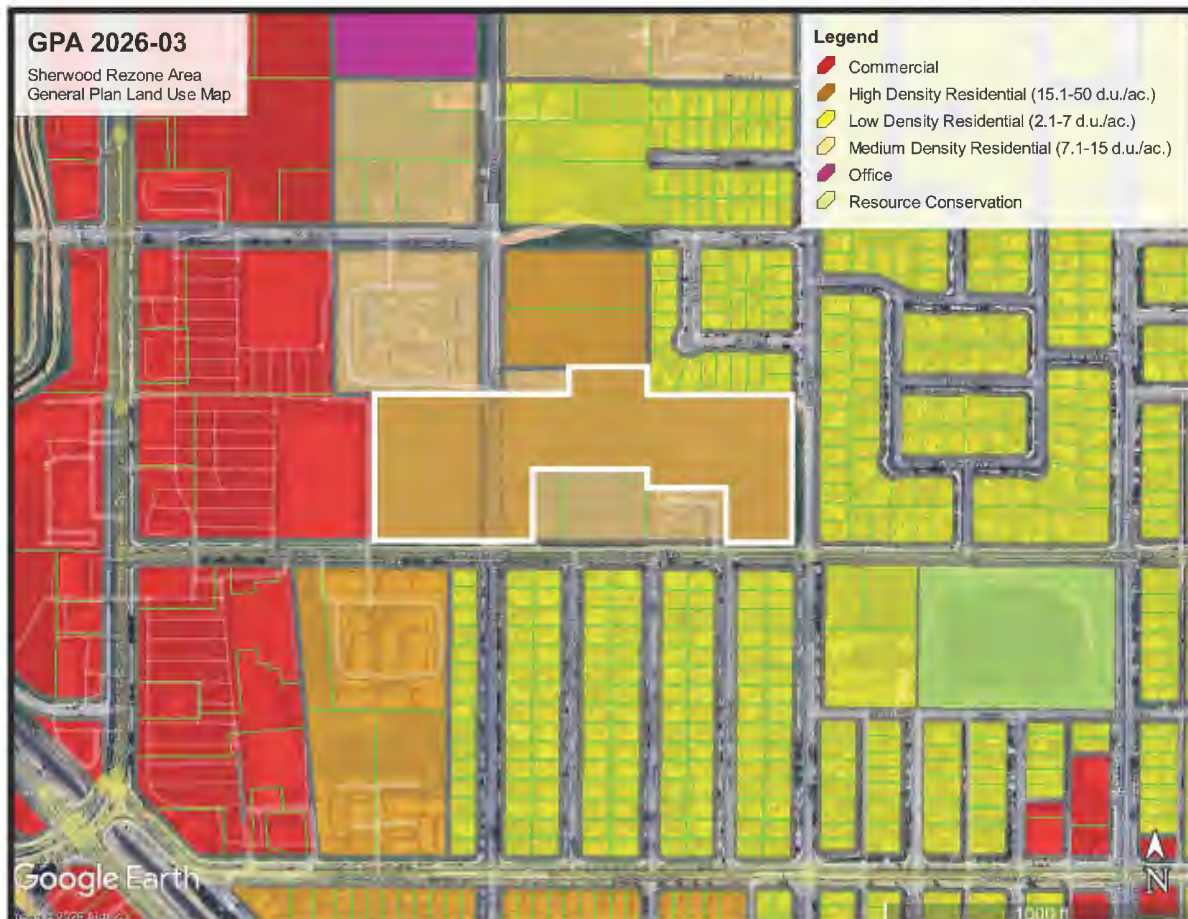 GPA 2026-03
Sherwood Rezone Area
General Plan Land Use Map
Legend
Commercial
High Density Residential (15.1-50 d.u./ac.)
Low Density Residential (2.1-7 d.u./ac.)
Medium Density Residential (7.1-15 d.u./ac.)
Office
Resource Conservation
N
Google Earth
1000 ft